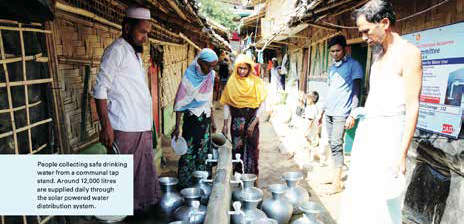 People collecting safe drinking
water from a communal tap
stand. Around 12,000 litres
are supplied daily through
the solar powered water
distribution system.